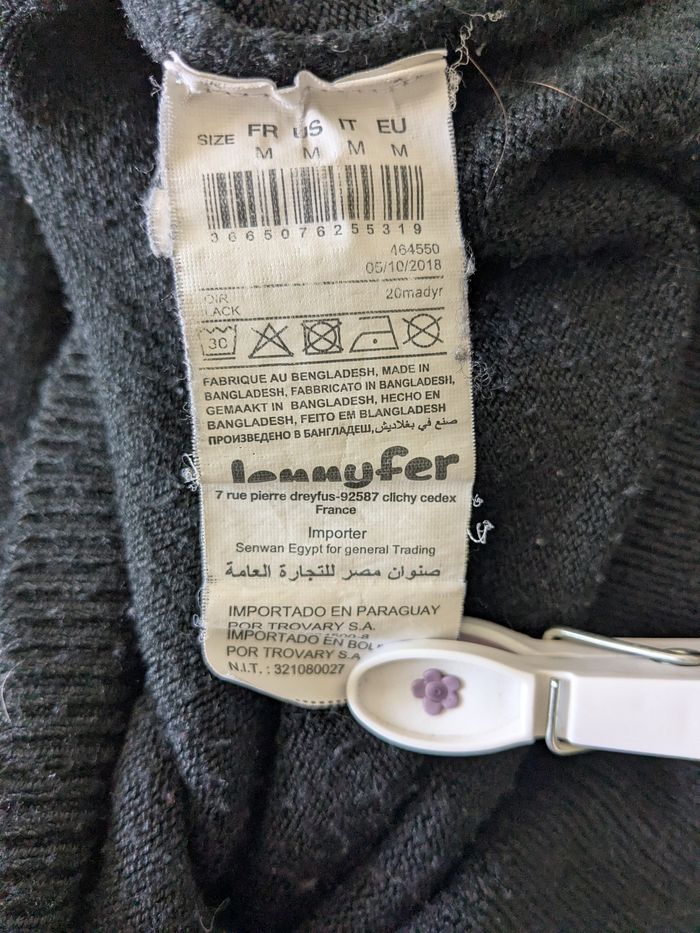 SIZE FR US IT EU
M M M M
3665076255319
464550
05/10/2018
20madyr
30
FABRIQUE AU BENGLADESH, MADE IN
BANGLADESH, FABBRICATO IN BANGLADESH,
GEMAAKT IN BANGLADESH, HECHO EN
BANGLADESH, FEITO EM BLANGLADESH
ПРОИЗВЕДЕНО В БАНГЛАДЕШ, صنع في بغلاديش
7 rue pierre dreyfus-92587 clichy cedex
France
Importer
Senwan Egypt for general Trading
صنوان مصر للتجارة العامة
IMPORTADO EN PARAGUAY
POR TROVARY S.A.
IMPORTADO EN
POR TROVARY S.A
N.I.T. : 321080027